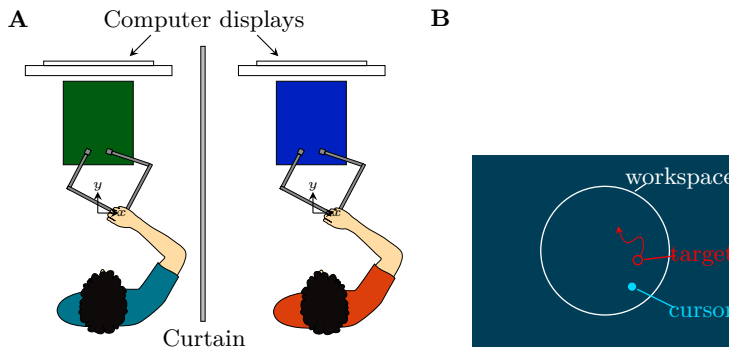 A
Computer displays
B
y
x
y
x
Curtain
workspace
target
cursor